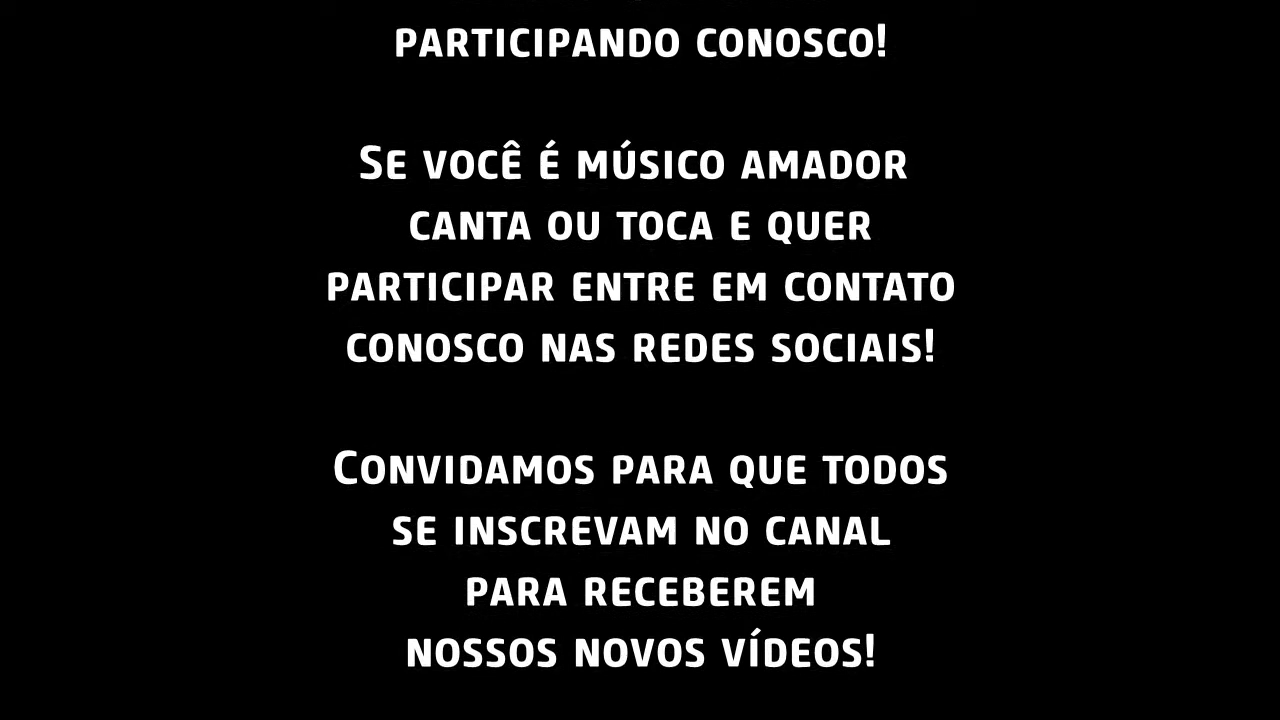 PARTICIPANDO CONOSCO!
SE VOCÊ É MÚSICO AMADOR
CANTA OU TOCA E QUER
PARTICIPAR ENTRE EM CONTATO
CONOSCO NAS REDES SOCIAIS!
CONVIDAMOS PARA QUE TODOS
SE INSCREVAM NO CANAL
PARA RECEBEREM
NOSSOS NOVOS VÍDEOS!